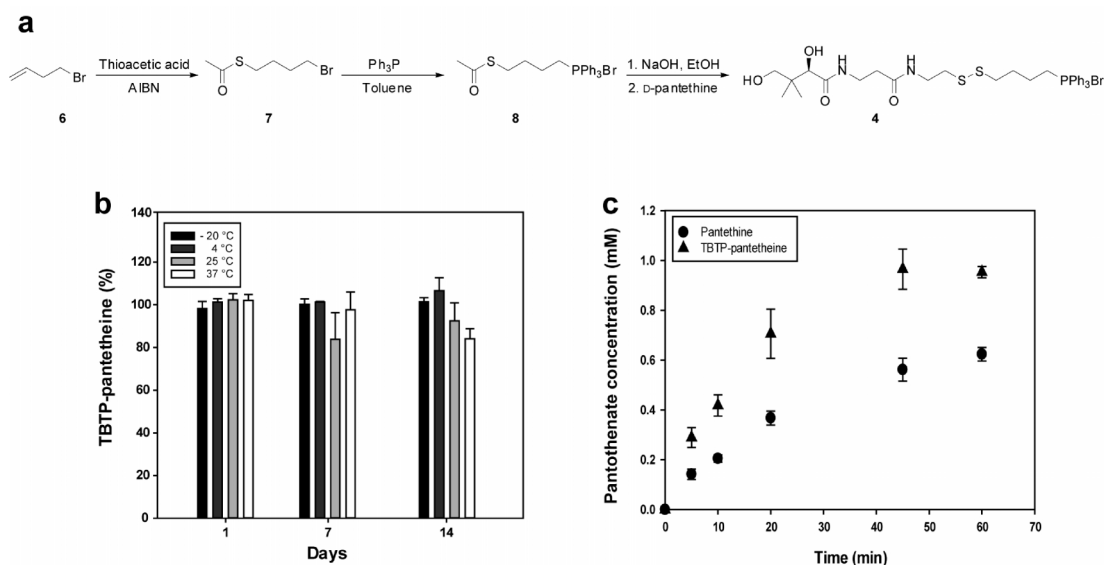 a
Thioacetic acid
AIBN
Br
6
S
O
Br
7
Ph3P
Toluene
S
O
PPh3Br
8
1. NaOH, EtOH
2. D-pantethine
OH
HO
O
H
N
O
H
N
S
S
PPh3Br
4
b
TBTP-pantetheine (%)
140
120
100
80
60
40
20
0
- 20 °C
4 °C
25 °C
37 °C
1
7
14
Days
c
Pantothenate concentration (mM)
1.2
1.0
0.8
0.6
0.4
0.2
0.0
Pantethine
TBTP-pantetheine
0
10
20
30
40
50
60
70
Time (min)